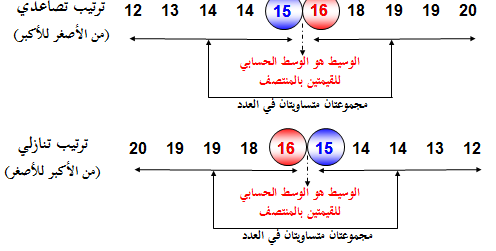 ترتيب تصاعدي
(من الأصغر للأكبر)
12 13 14 14 15 16 18 19 19 20
الوسيط هو الوسط الحسابي
للقيمتين بالمنتصف
مجموعتان متساويتان في العدد
ترتيب تنازلي
(من الأكبر للأصغر)
20 19 19 18 16 15 14 14 13 12
الوسيط هو الوسط الحسابي
للقيمتين بالمنتصف
مجموعتان متساويتان في العدد